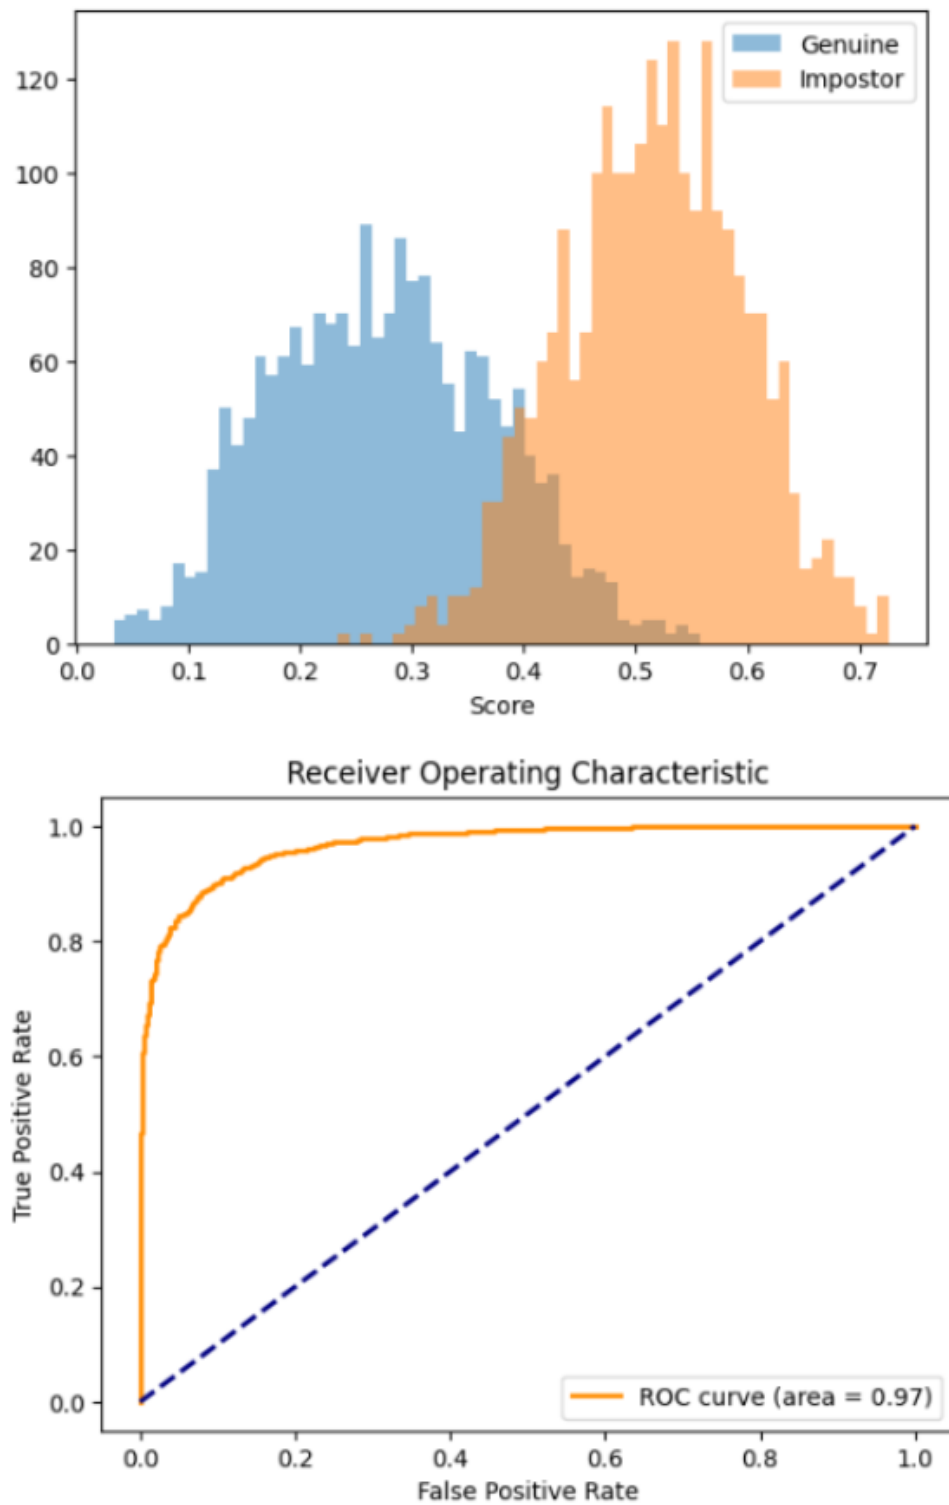 Genuine
Impostor
120
100
80
60
40
20
0
0.0 0.1 0.2 0.3 0.4 0.5 0.6 0.7
Score
Receiver Operating Characteristic
1.0
0.8
0.6
0.4
0.2
0.0
True Positive Rate
ROC curve (area = 0.97)
0.0 0.2 0.4 0.6 0.8 1.0
False Positive Rate